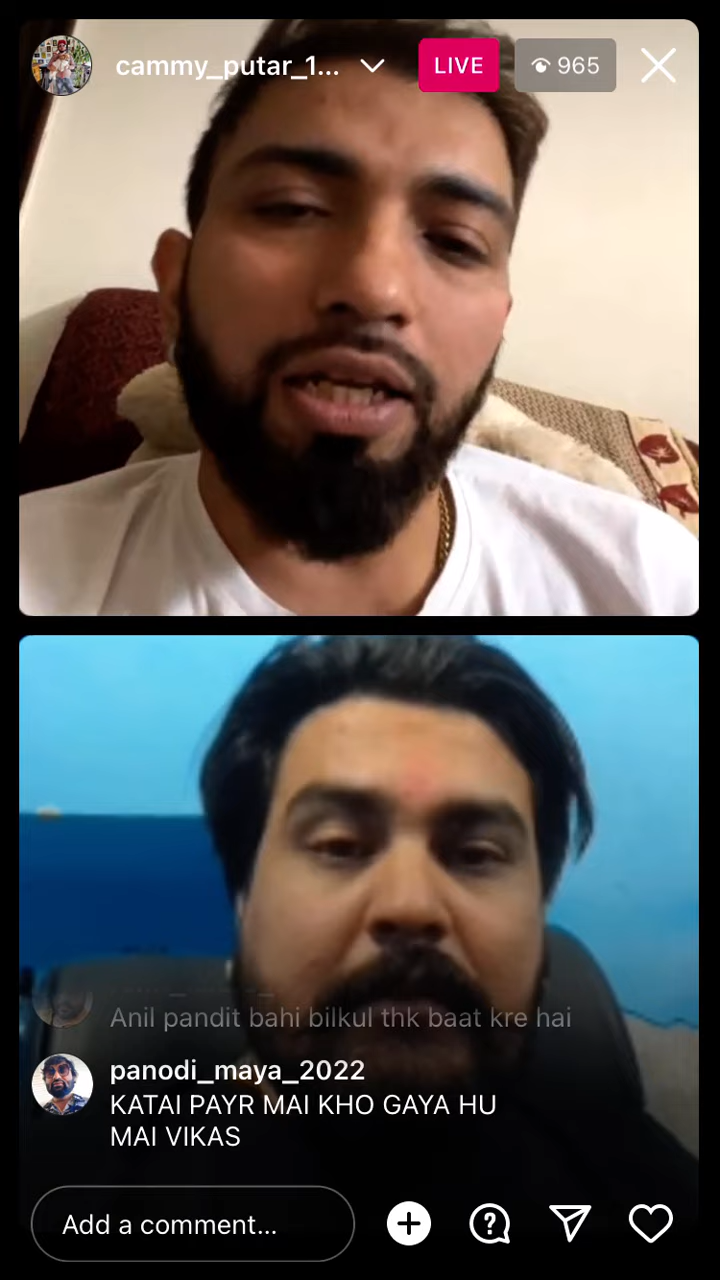 cammy_putar_1...
LIVE
965
Anil pandit bahi bilkul thk baat kre hai
panodi_maya_2022
KATAI PAYR MAI KHO GAYA HU
MAI VIKAS
Add a comment...